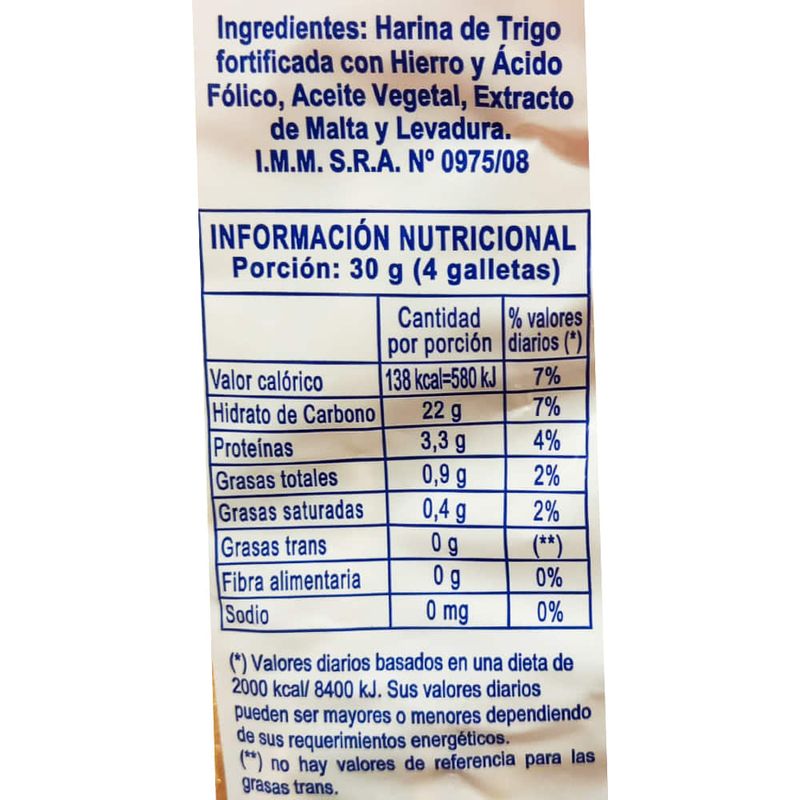 Ingredientes: Harina de Trigo
fortificada con Hierro y Ácido
Fólico, Aceite Vegetal, Extracto
de Malta y Levadura.
I.M.M. S.R.A. Nº 0975/08
INFORMACIÓN NUTRICIONAL
Porción: 30 g (4 galletas)
Cantidad por porción % valores diarios (*)
Valor calórico 138 kcal=580 kJ 7%
Hidrato de Carbono 22 g 7%
Proteínas 3,3 g 4%
Grasas totales 0,9 g 2%
Grasas saturadas 0,4 g 2%
Grasas trans 0 g (**)
Fibra alimentaria 0 g 0%
Sodio 0 mg 0%
(*) Valores diarios basados en una dieta de
2000 kcal/ 8400 kJ. Sus valores diarios
pueden ser mayores o menores dependiendo
de sus requerimientos energéticos.
(**) no hay valores de referencia para las
grasas trans.